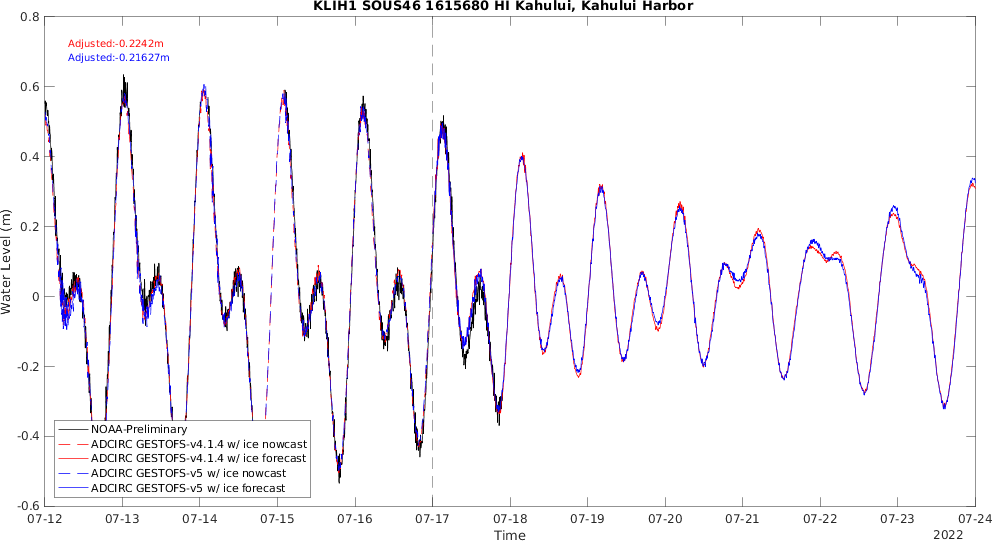 KLIH1 SOUS46 1615680 HI Kahului, Kahului Harbor
Adjusted:-0.2242m
Adjusted:-0.21627m
Water Level (m)
0.8
0.6
0.4
0.2
0
-0.2
-0.4
-0.6
NOAA-Preliminary
ADCIRC GESTOFS-v4.1.4 w/ ice nowcast
ADCIRC GESTOFS-v4.1.4 w/ ice forecast
ADCIRC GESTOFS-v5 w/ ice nowcast
ADCIRC GESTOFS-v5 w/ ice forecast
07-12 07-13 07-14 07-15 07-16 07-17 07-18 07-19 07-20 07-21 07-22 07-23 07-24
Time
2022